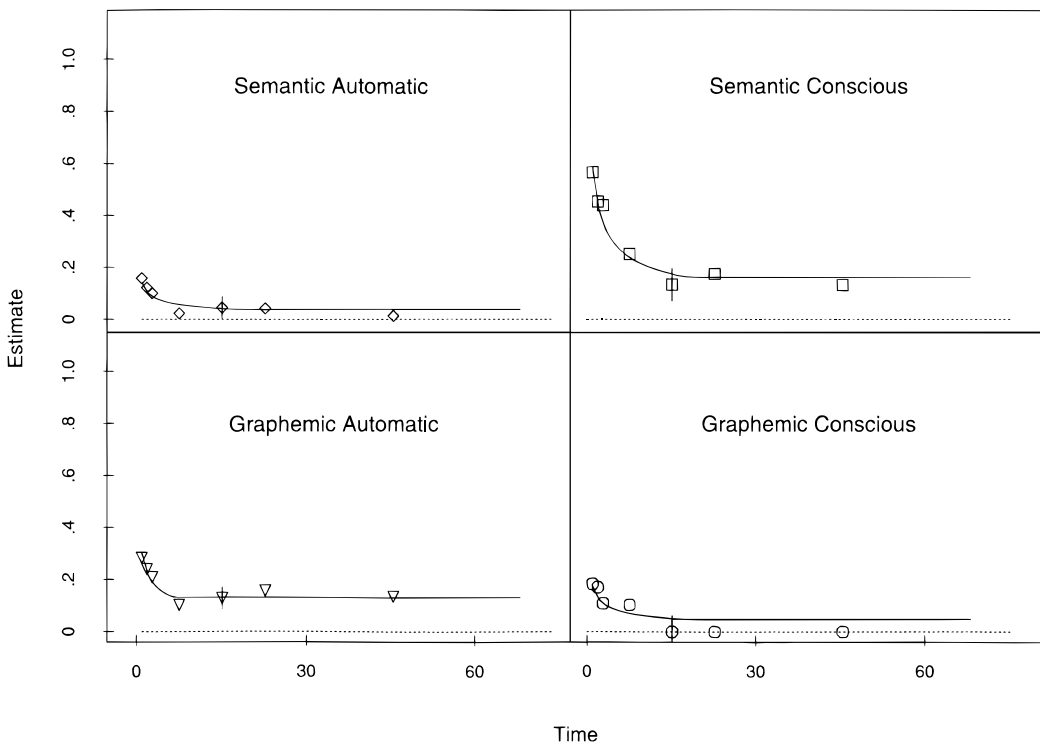 Estimate
1.0
.8
.6
.4
.2
0
Semantic Automatic
Semantic Conscious
1.0
.8
.6
.4
.2
0
Graphemic Automatic
Graphemic Conscious
0 30 60
0 30 60
Time